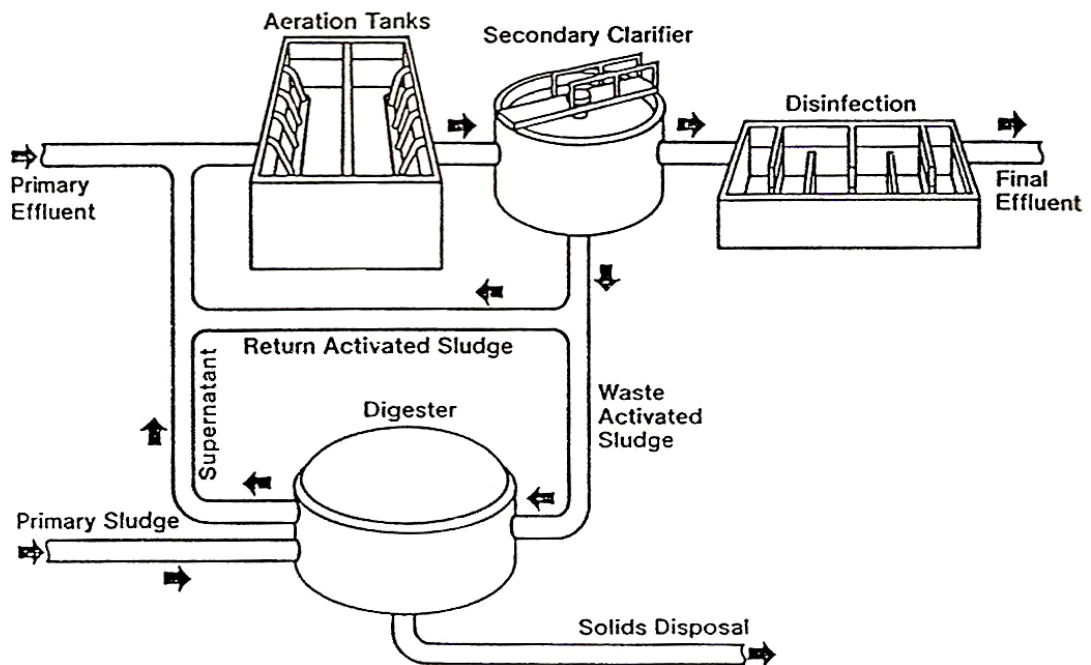 Aeration Tanks
Secondary Clarifier
Disinfection
Primary
Effluent
Final
Effluent
Return Activated Sludge
Supernatant
Waste
Activated
Sludge
Digester
Primary Sludge
Solids Disposal